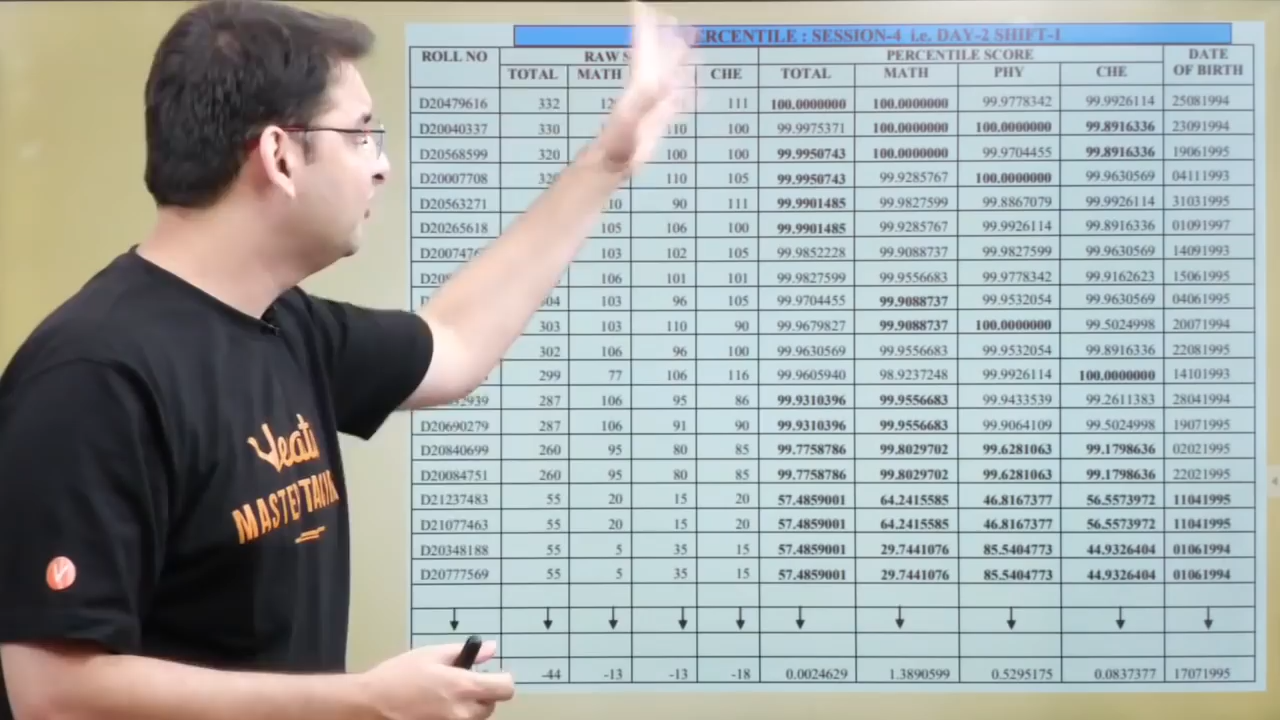 PERCENTILE : SESSION-4 i.e. DAY-2 SHIFT-1
ROLL NO PERCENTILE SCORE DATE OF BIRTH
TOTAL MATH CHE TOTAL MATH PHY CHE
D20479616 332 111 100.0000000 100.0000000 99.9778342 99.9926114 25081994
D20040337 330 110 100 99.9975371 100.0000000 100.0000000 99.8916336 23091994
D20568599 320 100 100 99.9950743 100.0000000 99.9704455 99.8916336 19061995
D20007708 110 105 99.9950743 99.9285767 100.0000000 99.9630569 04111993
D20563271 90 111 99.9901485 99.9827599 99.8867079 99.9926114 31031995
D20265618 105 106 100 99.9901485 99.9285767 99.9926114 99.8916336 01091997
103 102 105 99.9852228 99.9088737 99.9827599 99.9630569 14091993
106 101 101 99.9827599 99.9556683 99.9778342 99.9162623 15061995
103 96 105 99.9704455 99.9088737 99.9532054 99.9630569 04061995
303 103 110 90 99.9679827 99.9088737 100.0000000 99.5024998 20071994
302 106 96 100 99.9630569 99.9556683 99.9532054 99.8916336 22081995
299 77 106 116 99.9605940 98.9237248 99.9926114 100.0000000 14101993
287 106 95 86 99.9310396 99.9556683 99.9433539 99.2611383 28041994
D20690279 287 106 91 90 99.9310396 99.9556683 99.9064109 99.5024998 19071995
D20840699 260 95 80 85 99.7758786 99.8029702 99.6281063 99.1798636 02021995
D20084751 260 95 80 85 99.7758786 99.8029702 99.6281063 99.1798636 22021995
D21237483 55 20 15 20 57.4859001 64.2415585 46.8167377 56.5573972 11041995
D21077463 55 20 15 20 57.4859001 64.2415585 46.8167377 56.5573972 11041995
D20348188 55 5 35 15 57.4859001 29.7441076 85.5404773 44.9326404 01061994
D20777569 55 5 35 15 57.4859001 29.7441076 85.5404773 44.9326404 01061994
-44 -13 -13 -18 0.0024629 1.3890599 0.5295175 0.0837377 17071995
MASTER